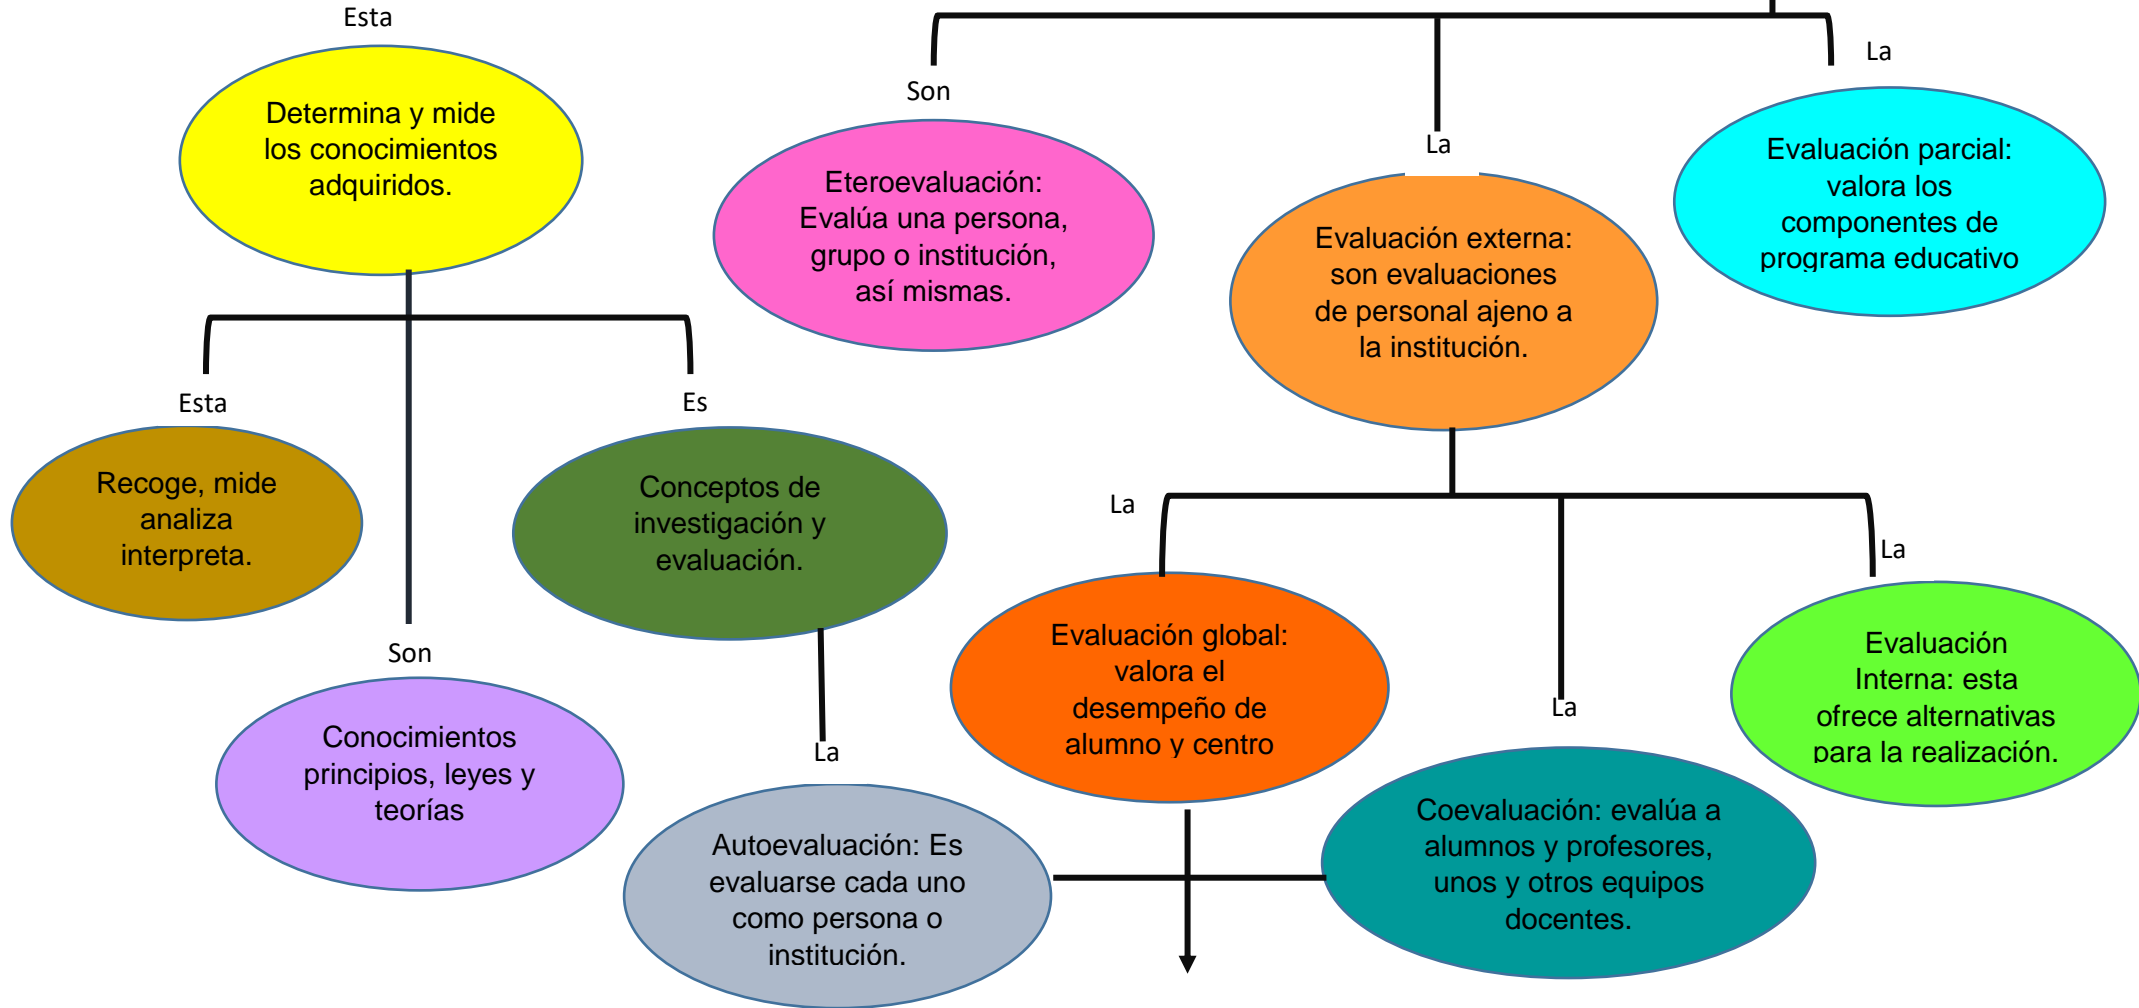 Esta
Determina y mide
los conocimientos
adquiridos.
Son
Eteroevaluación:
Evalúa una persona,
grupo o institución,
así mismas.
La
Evaluación externa:
son evaluaciones
de personal ajeno a
la institución.
La
Evaluación parcial:
valora los
componentes de
programa educativo
Esta
Recoge, mide
analiza
interpreta.
Es
Conceptos de
investigación y
evaluación.
Son
Conocimientos
principios, leyes y
teorías
La
Autoevaluación: Es
evaluarse cada uno
como persona o
institución.
La
Evaluación global:
valora el
desempeño de
alumno y centro
La
Coevaluación: evalúa a
alumnos y profesores,
unos y otros equipos
docentes.
La
Evaluación
Interna: esta
ofrece alternativas
para la realización.